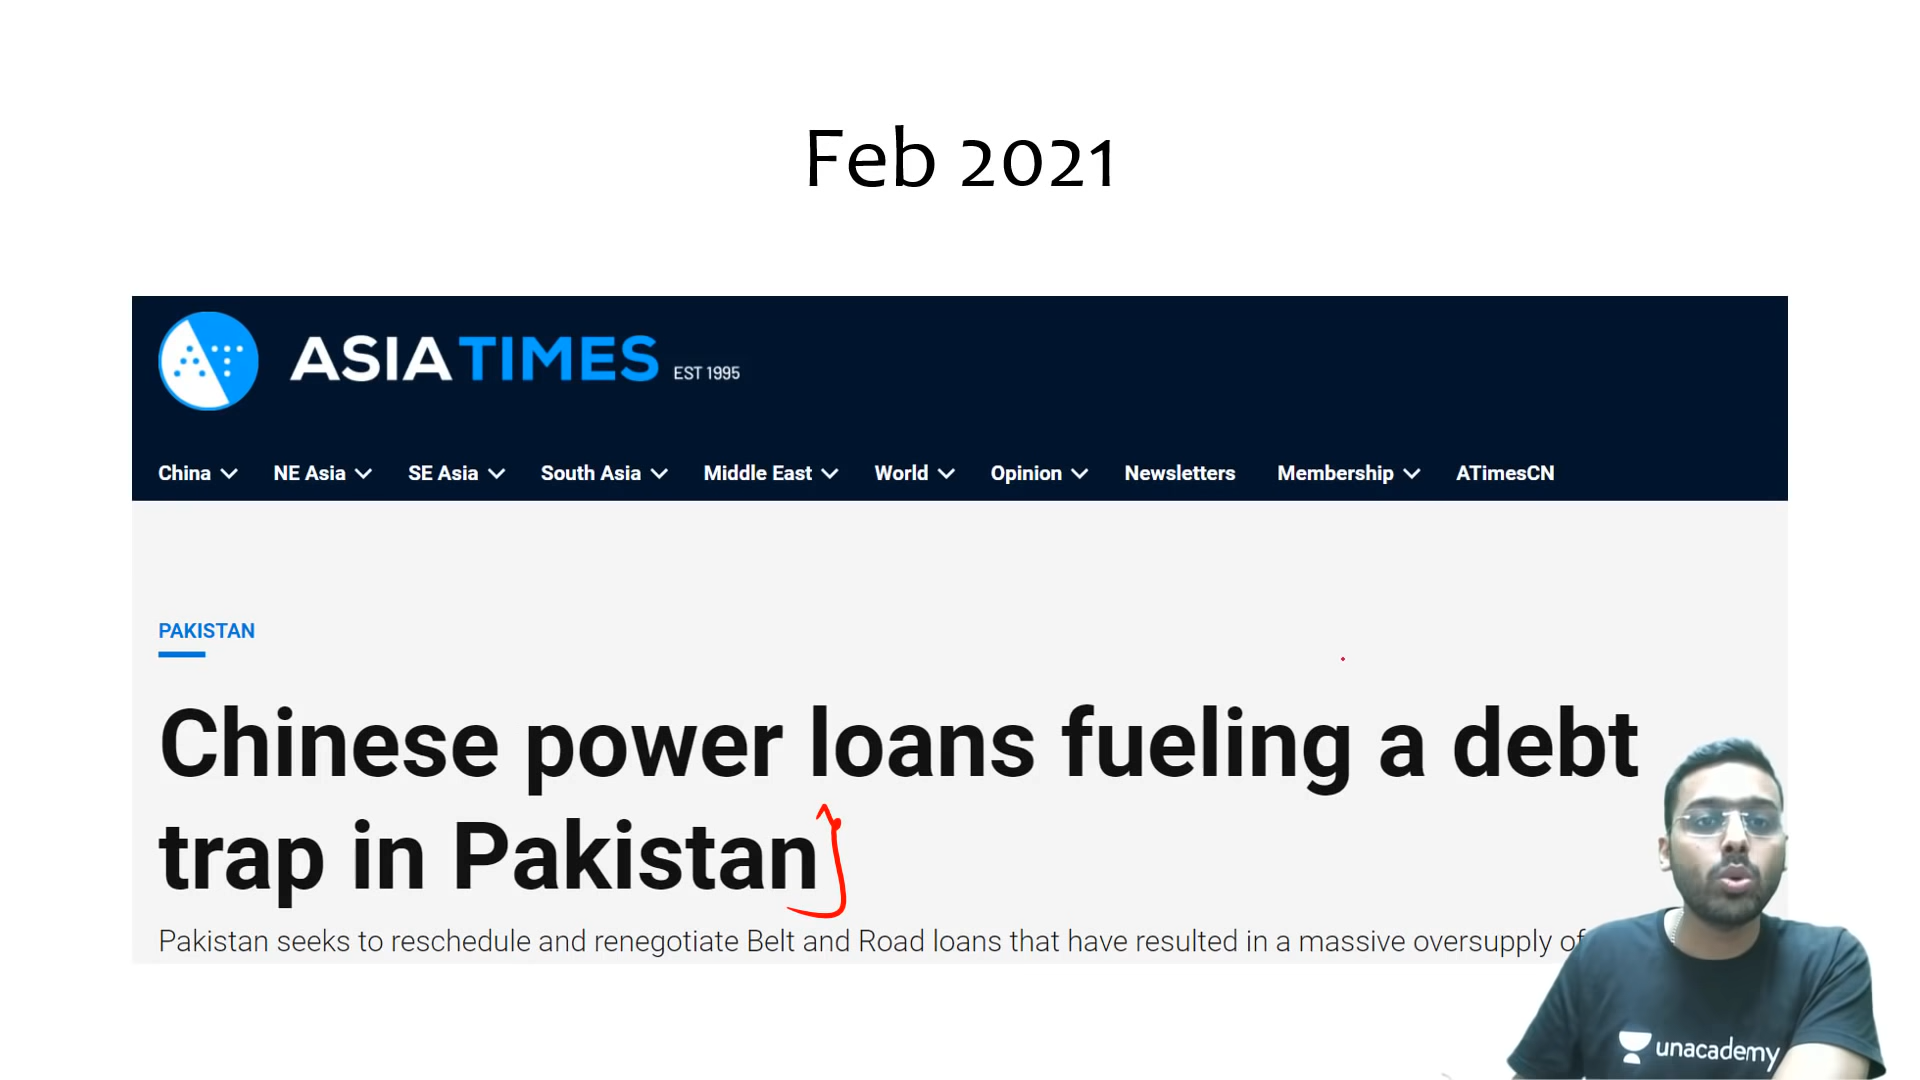 Feb 2021
ASIA TIMES EST 1995
China NE Asia SE Asia South Asia Middle East World Opinion Newsletters Membership ATimesCN
PAKISTAN
Chinese power loans fueling a debt
trap in Pakistan
Pakistan seeks to reschedule and renegotiate Belt and Road loans that have resulted in a massive oversupply of
unacademy